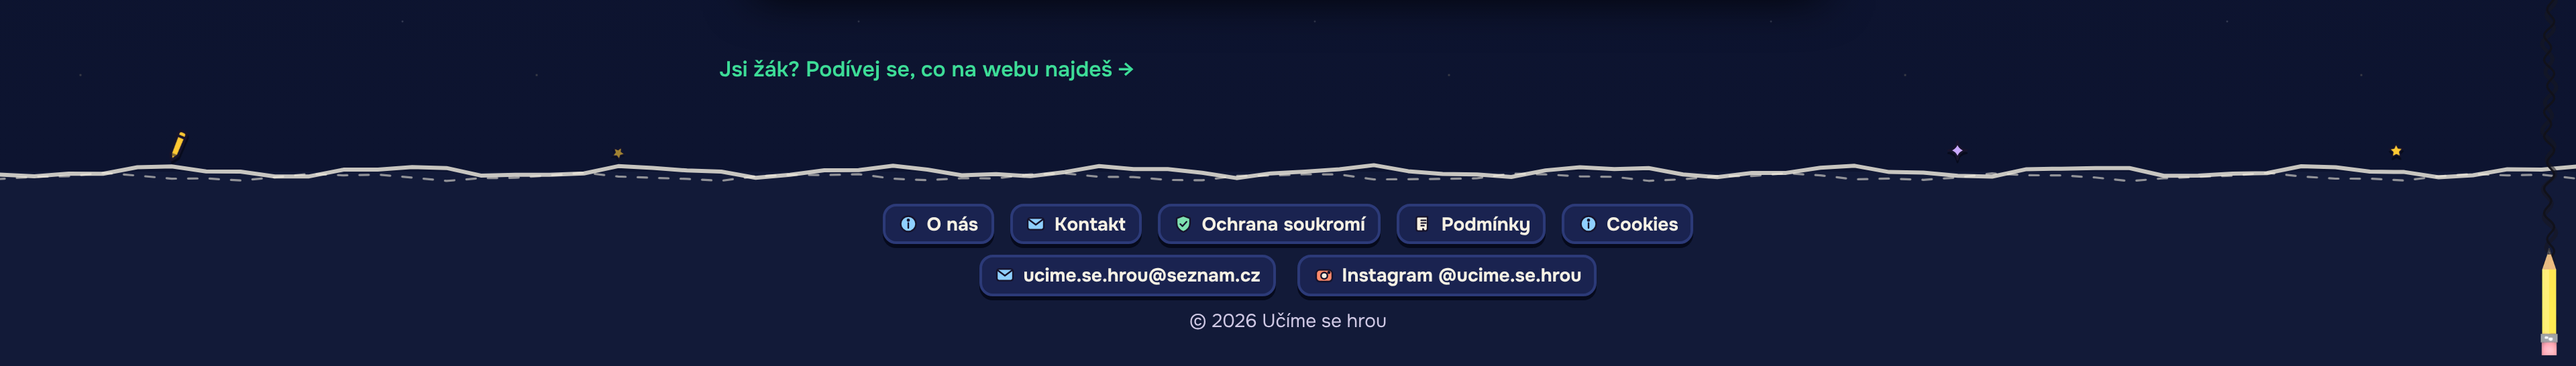 Jsi žák? Podívej se, co na webu najdeš →
O nás Kontakt Ochrana soukromí Podmínky Cookies
ucime.se.hrou@seznam.cz Instagram @ucime.se.hrou
© 2026 Učíme se hrou